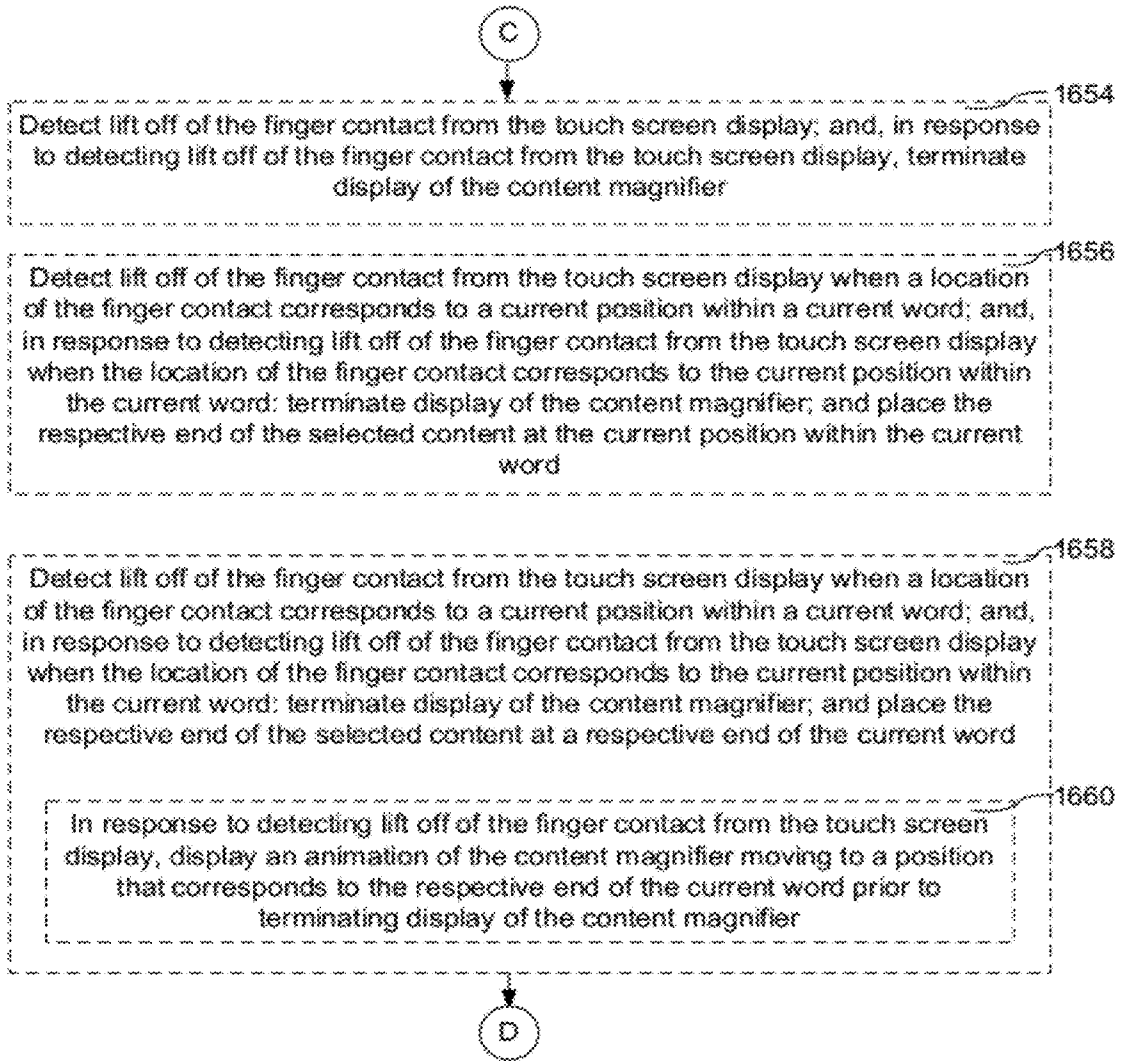 C
1654
Detect lift off of the finger contact from the touch screen display; and, in response
to detecting lift off of the finger contact from the touch screen display, terminate
display of the content magnifier
1656
Detect lift off of the finger contact from the touch screen display when a location
of the finger contact corresponds to a current position within a current word; and,
in response to detecting lift off of the finger contact from the touch screen display
when the location of the finger contact corresponds to the current position within
the current word: terminate display of the content magnifier; and place the
respective end of the selected content at the current position within the current
word
1658
Detect lift off of the finger contact from the touch screen display when a location
of the finger contact corresponds to a current position within a current word; and,
in response to detecting lift off of the finger contact from the touch screen display
when the location of the finger contact corresponds to the current position within
the current word: terminate display of the content magnifier; and place the
respective end of the selected content at a respective end of the current word
1660
In response to detecting lift off of the finger contact from the touch screen
display, display an animation of the content magnifier moving to a position
that corresponds to the respective end of the current word prior to
terminating display of the content magnifier
D